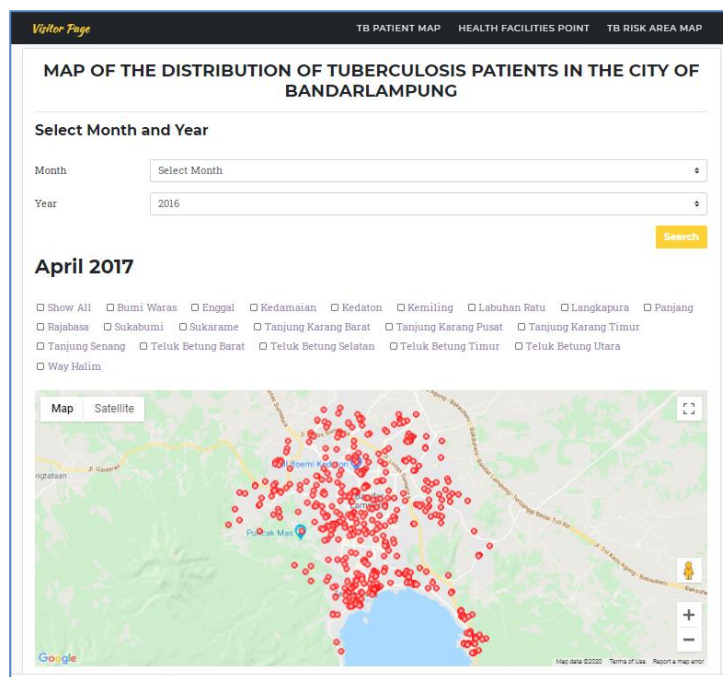 Visitor Page TB PATIENT MAP HEALTH FACILITIES POINT TB RISK AREA MAP
MAP OF THE DISTRIBUTION OF TUBERCULOSIS PATIENTS IN THE CITY OF
BANDARLAMPUNG
Select Month and Year
Month Select Month
Year 2016
Search
April 2017
Show All Bumi Waras Enggal Kedamaian Kedaton Kemiling Labuhan Ratu Langkapura Panjang
Rajabasa Sukabumi Sukarame Tanjung Karang Barat Tanjung Karang Pusat Tanjung Karang Timur
Tanjung Senang Teluk Betung Barat Teluk Betung Selatan Teluk Betung Timur Teluk Betung Utara
Way Halim
Map Satellite
ngtataan
Puncak Mas
Google Map data ©2020 Terms of Use Report a map error